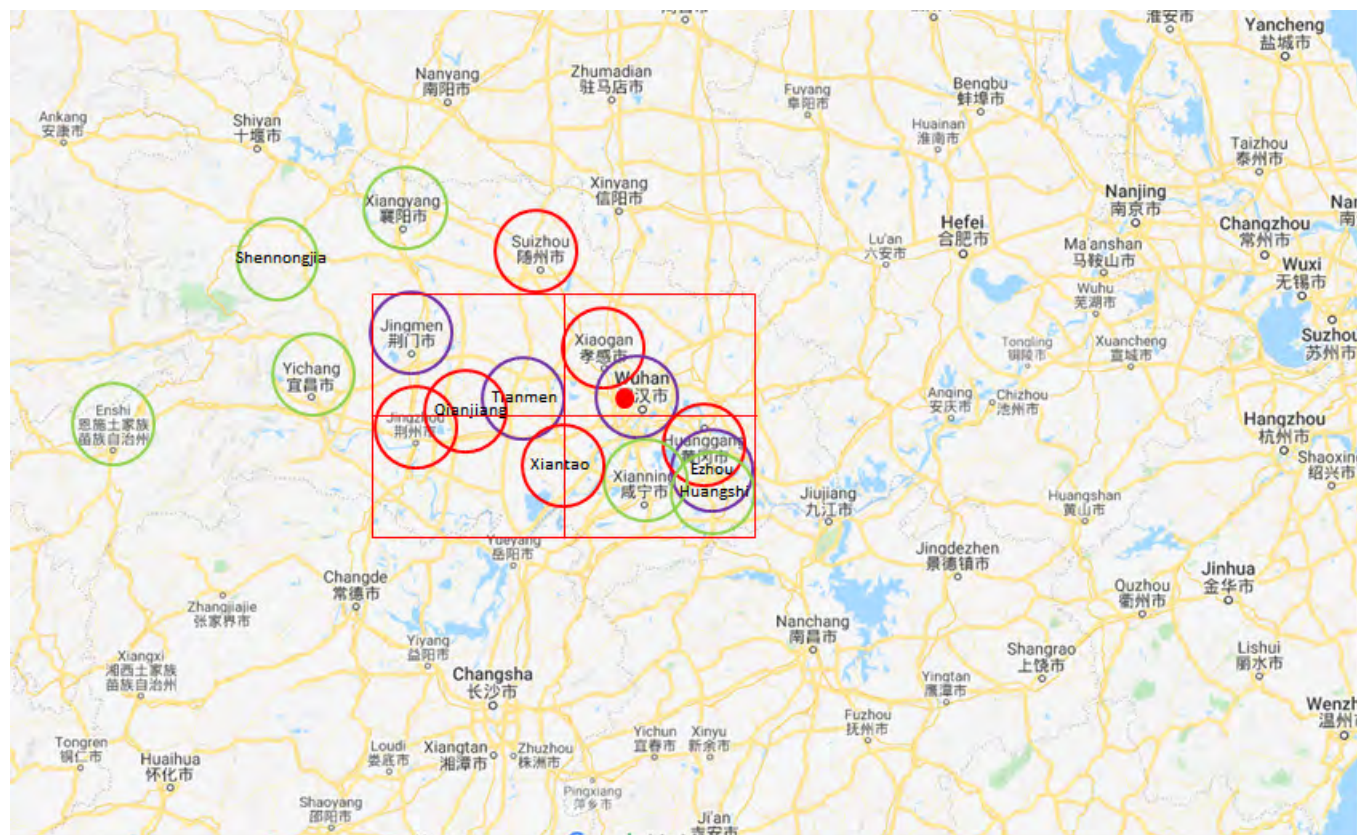 淮安市
Yancheng
盐城市
Nanyang
南阳市
Zhumadian
驻马店市
Fuyang
阜阳市
Bengbu
蚌埠市
Ankang
安康市
Shiyan
十堰市
Huainan
淮南市
Taizhou
泰州市
Xiangyang
襄阳市
Xinyang
信阳市
Nanjing
南京市
Changzhou
常州市
Suizhou
随州市
Lu'an
六安市
Hefei
合肥市
Ma'anshan
马鞍山市
Shennongjia
Wuxi
无锡市
Wuhu
芜湖市
Jingmen
荆门市
Xiaogan
孝感市
Tongling
铜陵市
Xuancheng
宣城市
Suzhou
苏州市
Yichang
宜昌市
Tianmen
Wuhan
汉市
Anqing
安庆市
Chizhou
池州市
Enshi
恩施土家族
苗族自治州
Qianjiang
Jingzhou
荆州市
Hangzhou
杭州市
Huanggang
黄冈市
Xiantao
Ezhou
Shaoxing
绍兴市
Xianning
咸宁市
Huangshi
Jiujiang
九江市
Huangshan
黄山市
Yueyang
岳阳市
Jingdezhen
景德镇市
Changde
常德市
Quzhou
衢州市
Jinhua
金华市
Zhangjiajie
张家界市
Nanchang
南昌市
Yiyang
益阳市
Shangrao
上饶市
Lishui
丽水市
Xiangxi
湘西土家族
苗族自治州
Changsha
长沙市
Yingtan
鹰潭市
Fuzhou
抚州市
Wenzh
温州市
Tongren
铜仁市
Huaihua
怀化市
Loudi
娄底市
Xiangtan
湘潭市
Zhuzhou
株洲市
Yichun
宜春市
Xinyu
新余市
Pingxiang
萍乡市
Shaoyang
邵阳市
Ji'an
吉安市